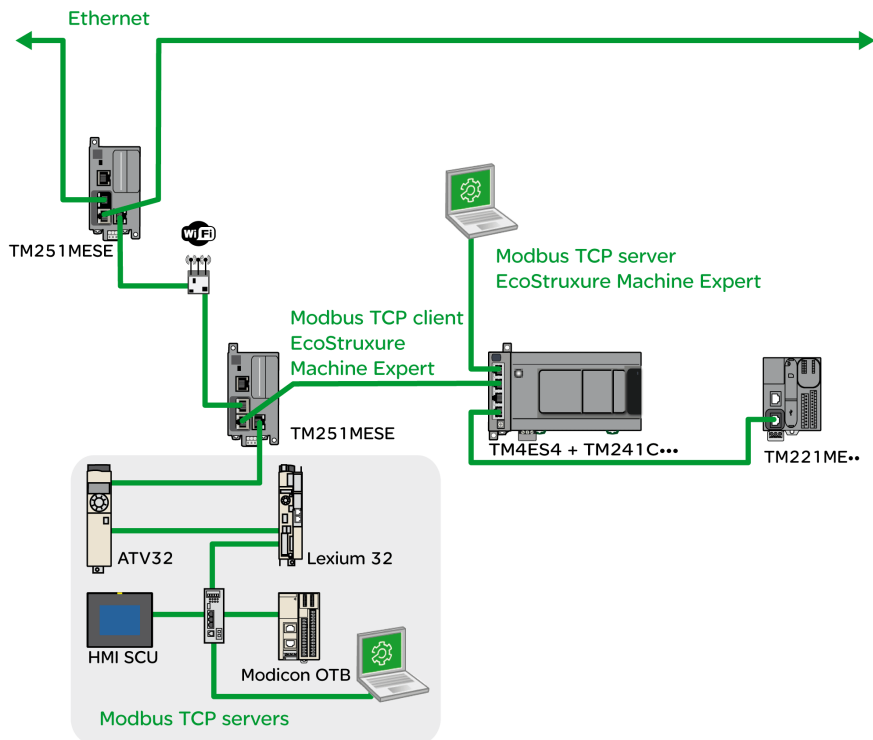 Ethernet
TM251MESE
Wi Fi
Modbus TCP server
EcoStruxure Machine Expert
Modbus TCP client
EcoStruxure
Machine Expert
TM251MESE
TM4ES4 + TM241C•••
TM221ME••
ATV32
Lexium 32
HMI SCU
Modicon OTB
Modbus TCP servers